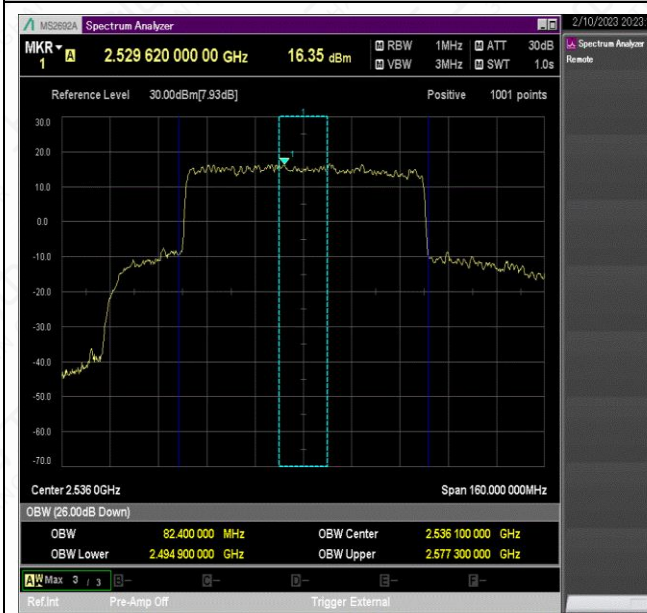 MS2692A Spectrum Analyzer
2/10/2023 20:23:
MKR 1 A 2.529 620 000 00 GHz 16.35 dBm
M RBW 1MHz M ATT 30dB
M VBW 3MHz M SWT 1.0s
Spectrum Analyzer
Remote
Reference Level 30.00dBm[7.93dB] Positive 1001 points
30.0
20.0
1
10.0
0.0
-10.0
-20.0
-30.0
-40.0
-50.0
-60.0
-70.0
Center 2.536 0GHz Span 160.000 000MHz
OBW (26.00dB Down)
OBW 82.400 000 MHz OBW Center 2.536 100 000 GHz
OBW Lower 2.494 900 000 GHz OBW Upper 2.577 300 000 GHz
A W Max 3 / 3 B- C- D- E- F-
Ref.Int Pre-Amp Off Trigger External